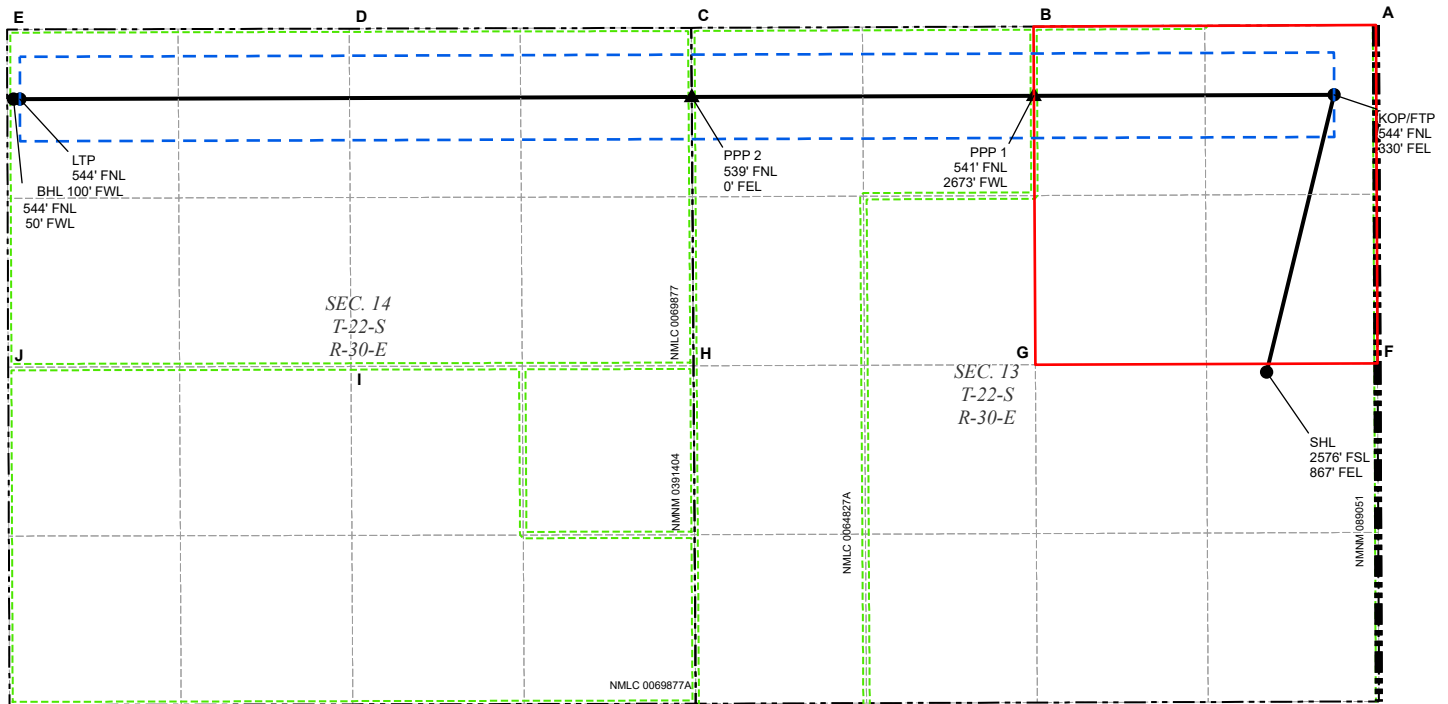 E
D
C
B
A
KOP/FTP
544' FNL
330' FEL
LTP
544' FNL
BHL 100' FWL
544' FNL
50' FWL
PPP 2
539' FNL
0' FEL
PPP 1
541' FNL
2673' FWL
SEC. 14
T-22-S
R-30-E
NMLC 0069877
J
I
H
G
F
SEC. 13
T-22-S
R-30-E
SHL
2576' FSL
867' FEL
NMNM 0391404
NMLC 0064827A
NMNM 089051
NMLC 0069877A